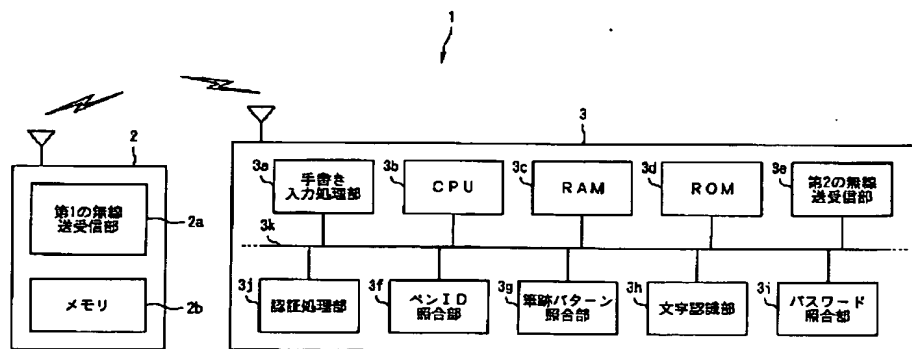 1
2
3
3a
手書き
入力処理部
3b
CPU
3c
RAM
3d
ROM
3e
第2の無線
送受信部
第1の無線
送受信部
2a
メモリ
2b
3k
3j
認証処理部
3f
ペンID
照合部
3g
筆跡パターン
照合部
3h
文字認識部
3i
パスワード
照合部